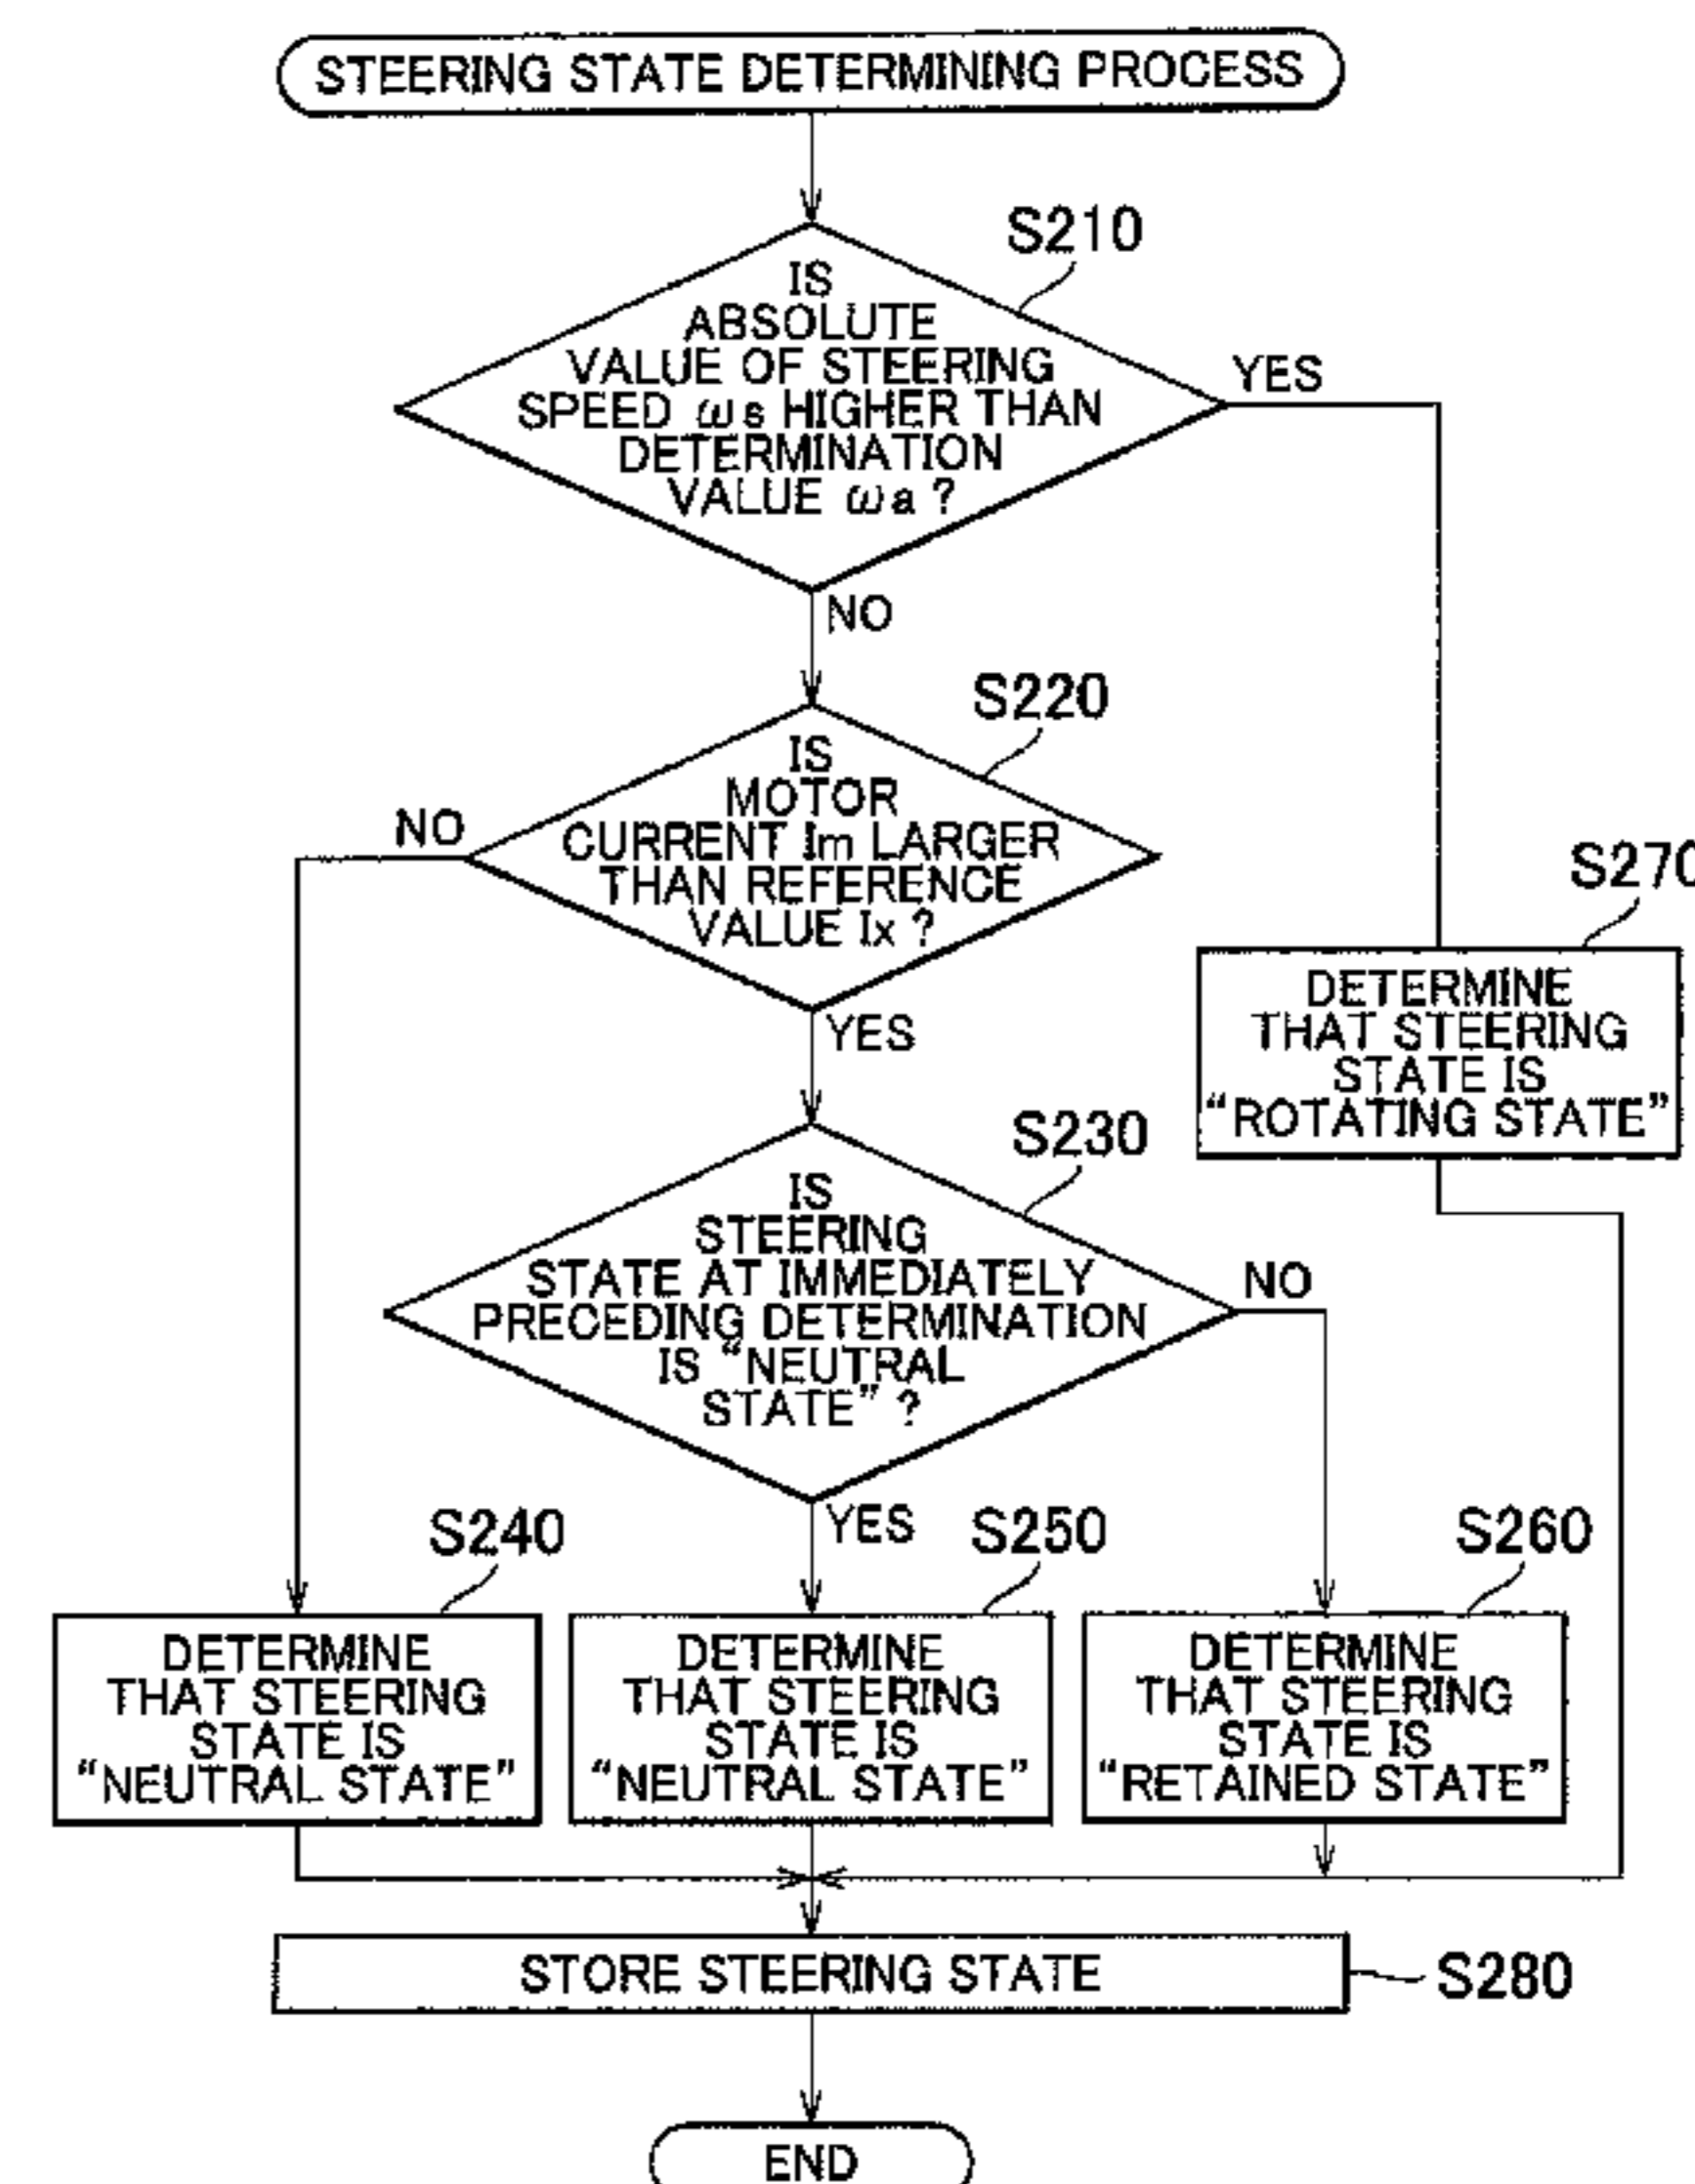 STEERING STATE DETERMINING PROCESS
S210
IS
ABSOLUTE
VALUE OF STEERING
SPEED ωs HIGHER THAN
DETERMINATION
VALUE ωa ?
YES
NO
S220
IS
MOTOR
CURRENT Im LARGER
THAN REFERENCE
VALUE Ix ?
NO
YES
S270
DETERMINE
THAT STEERING
STATE IS
“ROTATING STATE”
S230
IS
STEERING
STATE AT IMMEDIATELY
PRECEDING DETERMINATION
IS “NEUTRAL
STATE” ?
NO
YES
S240
DETERMINE
THAT STEERING
STATE IS
“NEUTRAL STATE”
S250
DETERMINE
THAT STEERING
STATE IS
“NEUTRAL STATE”
S260
DETERMINE
THAT STEERING
STATE IS
“RETAINED STATE”
STORE STEERING STATE
S280
END